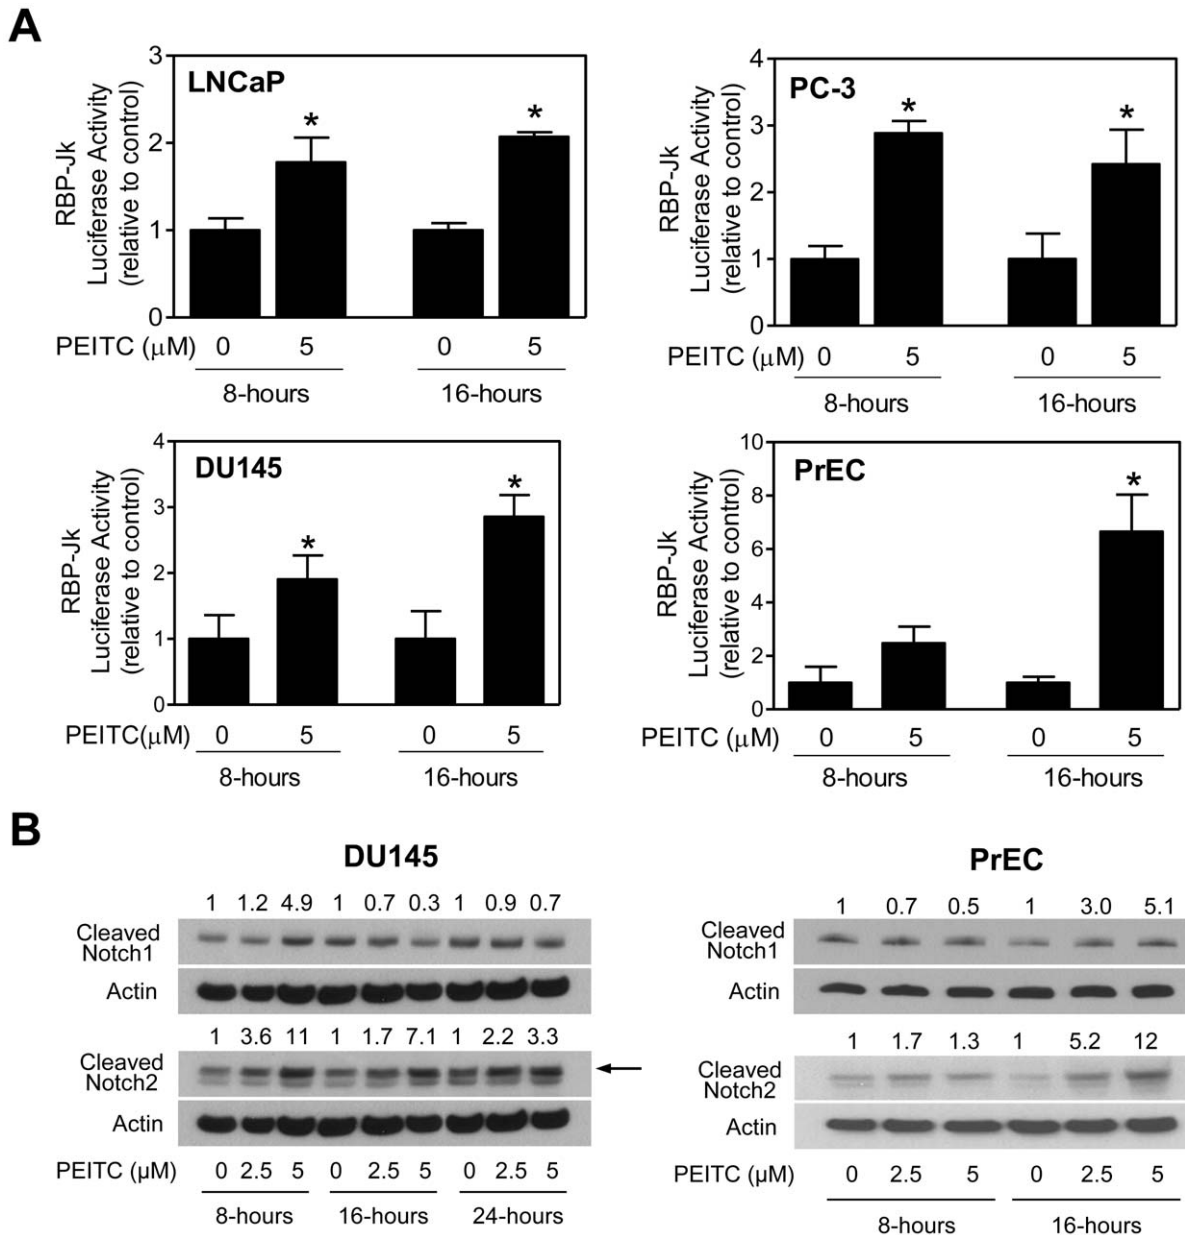 A
LNCaP
RBP-Jk
Luciferase Activity
(relative to control)
3
2
1
0
*
*
PEITC (μM) 0 5 0 5
8-hours 16-hours
PC-3
RBP-Jk
Luciferase Activity
(relative to control)
4
3
2
1
0
*
*
PEITC (μM) 0 5 0 5
8-hours 16-hours
DU145
RBP-Jk
Luciferase Activity
(relative to control)
4
3
2
1
0
*
*
PEITC(μM) 0 5 0 5
8-hours 16-hours
PrEC
RBP-Jk
Luciferase Activity
(relative to control)
10
8
6
4
2
0
*
PEITC (μM) 0 5 0 5
8-hours 16-hours
B
DU145
1 1.2 4.9 1 0.7 0.3 1 0.9 0.7
Cleaved
Notch1
Actin
1 3.6 11 1 1.7 7.1 1 2.2 3.3
Cleaved
Notch2
Actin
PEITC (μM) 0 2.5 5 0 2.5 5 0 2.5 5
8-hours 16-hours 24-hours
PrEC
1 0.7 0.5 1 3.0 5.1
Cleaved
Notch1
Actin
1 1.7 1.3 1 5.2 12
Cleaved
Notch2
Actin
PEITC (μM) 0 2.5 5 0 2.5 5
8-hours 16-hours